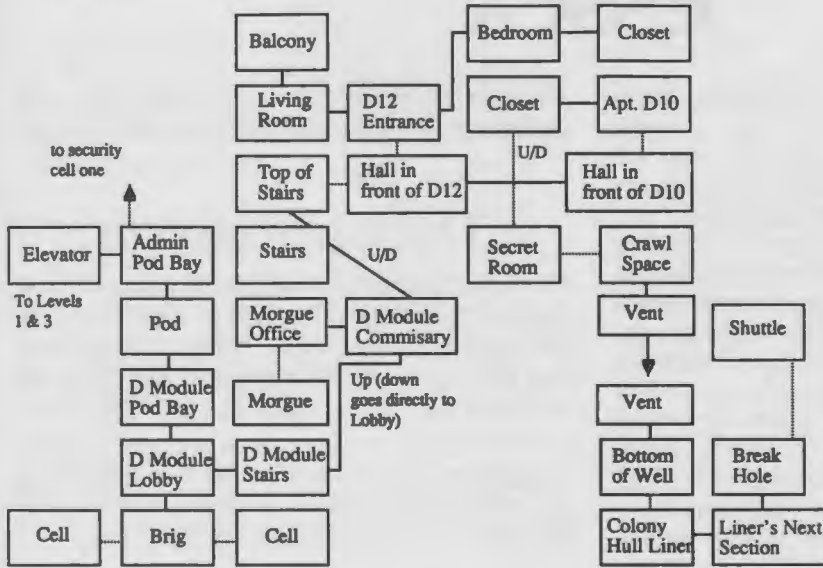 Balcony
Bedroom
Closet
Living
Room
D12
Entrance
Closet
Apt. D10
to security
cell one
U/D
Top of
Stairs
Hall in
front of D12
Hall in
front of D10
Elevator
Admin
Pod Bay
Stairs
U/D
Secret
Room
Crawl
Space
To Levels
1 & 3
Pod
Morgue
Office
D Module
Commisary
Vent
Shuttle
D Module
Pod Bay
Morgue
Up (down
goes directly to
Lobby)
Vent
D Module
Lobby
D Module
Stairs
Bottom
of Well
Break
Hole
Cell
Brig
Cell
Colony
Hull Liner
Liner's Next
Section